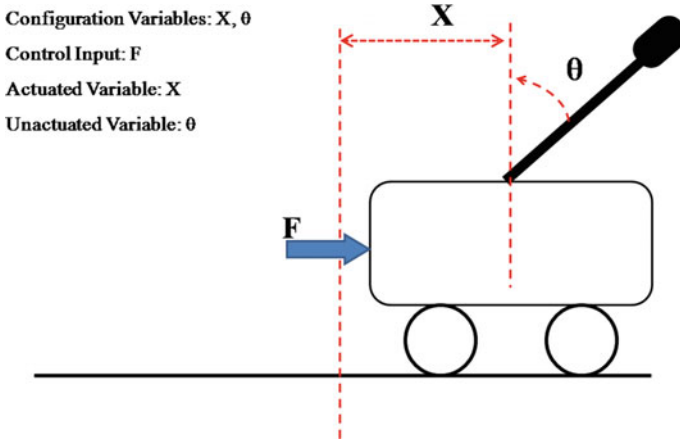 Configuration Variables: X, θ
Control Input: F
Actuated Variable: X
Unactuated Variable: θ
X
θ
F